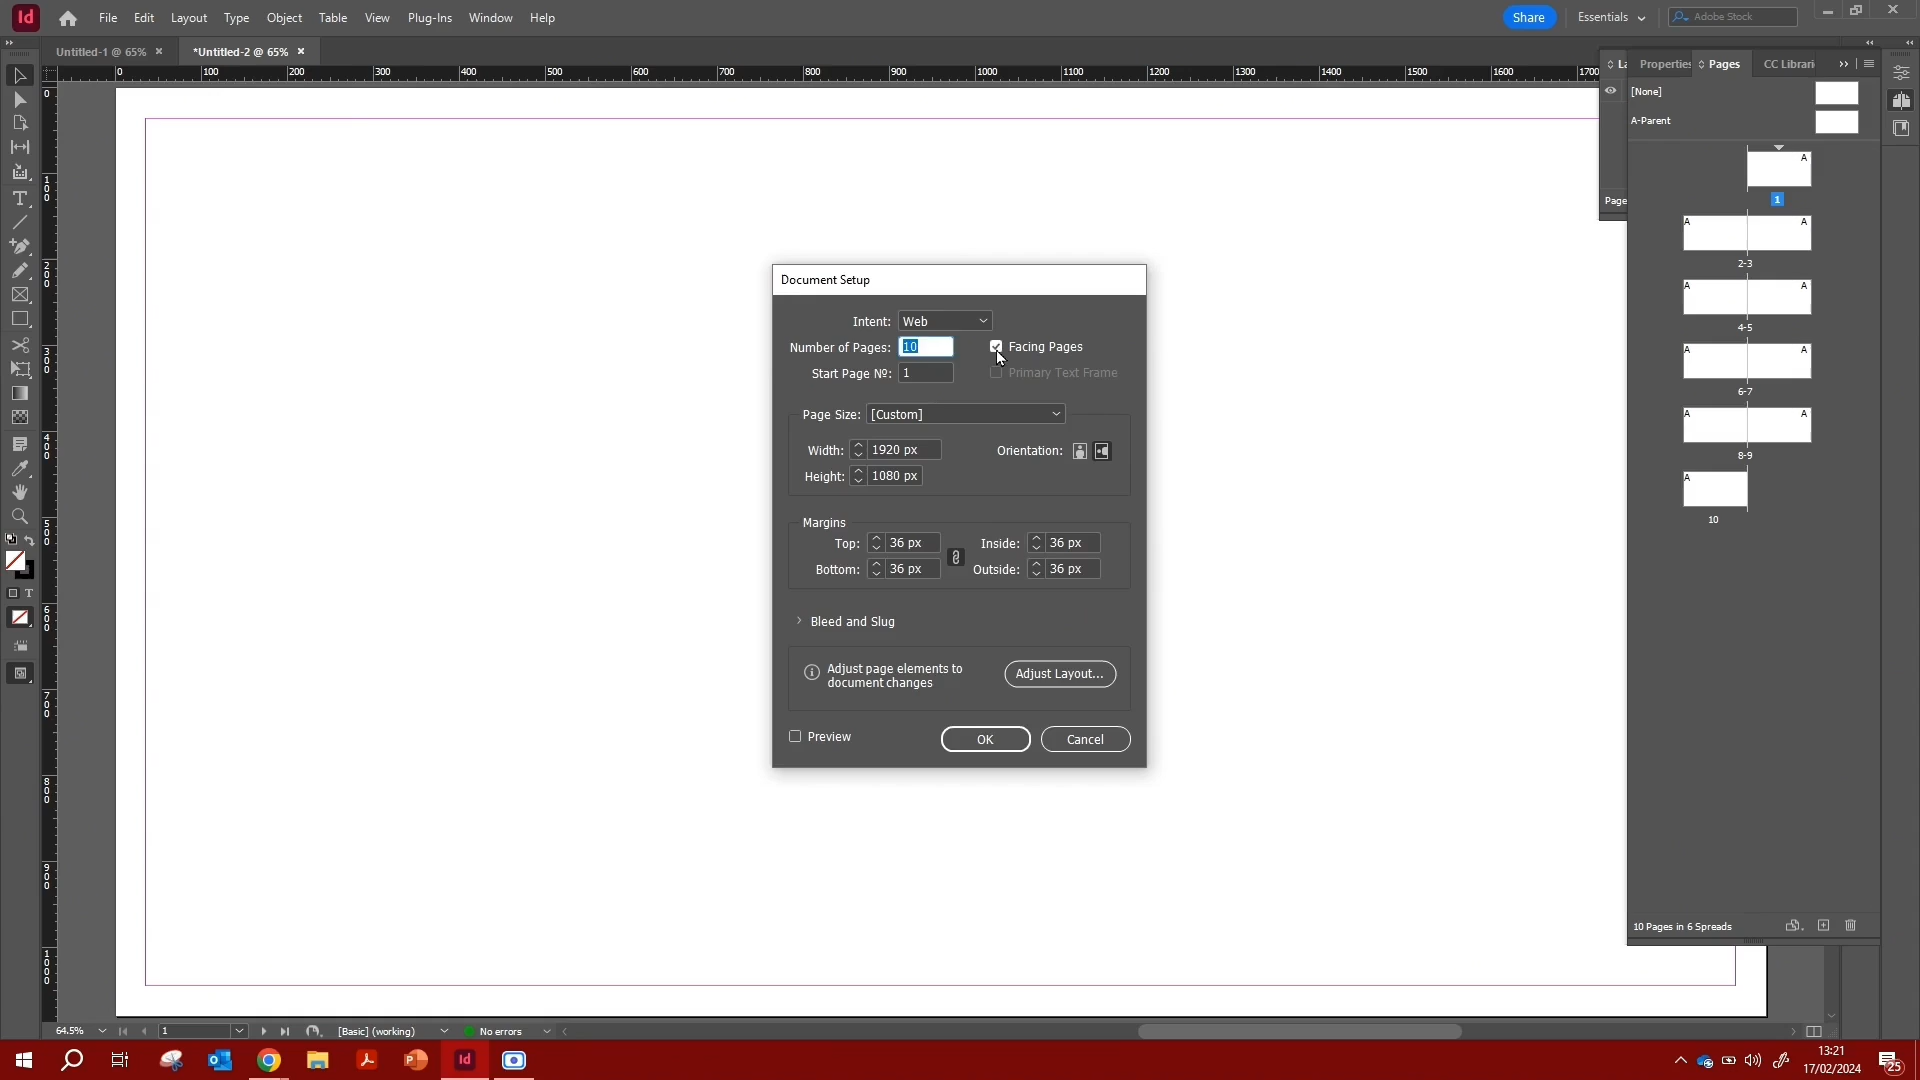 Id File Edit Layout Type Object Table View Plug-Ins Window Help Share Essentials Adobe Stock
Untitled-1 @ 65% × *Untitled-2 @ 65% ×
0 100 200 300 400 500 600 700 800 900 1000 1100 1200 1300 1400 1500 1600 1700
La Properties Pages CC Librari
[None]
A-Parent
A
1
A A
2-3
A A
4-5
A A
6-7
A A
8-9
A
10
Page
10 Pages in 6 Spreads
0
100
200
300
400
500
600
700
800
900
1000
T
T
Document Setup
Intent: Web
Number of Pages: 10 Facing Pages
Start Page №: 1 Primary Text Frame
Page Size: [Custom]
Width: 1920 px Orientation:
Height: 1080 px
Margins
Top: 36 px Inside: 36 px
Bottom: 36 px Outside: 36 px
Bleed and Slug
Adjust page elements to
document changes
Adjust Layout...
Preview OK Cancel
64.5% 1 [Basic] (working) No errors
Id
13:21
17/02/2024
25